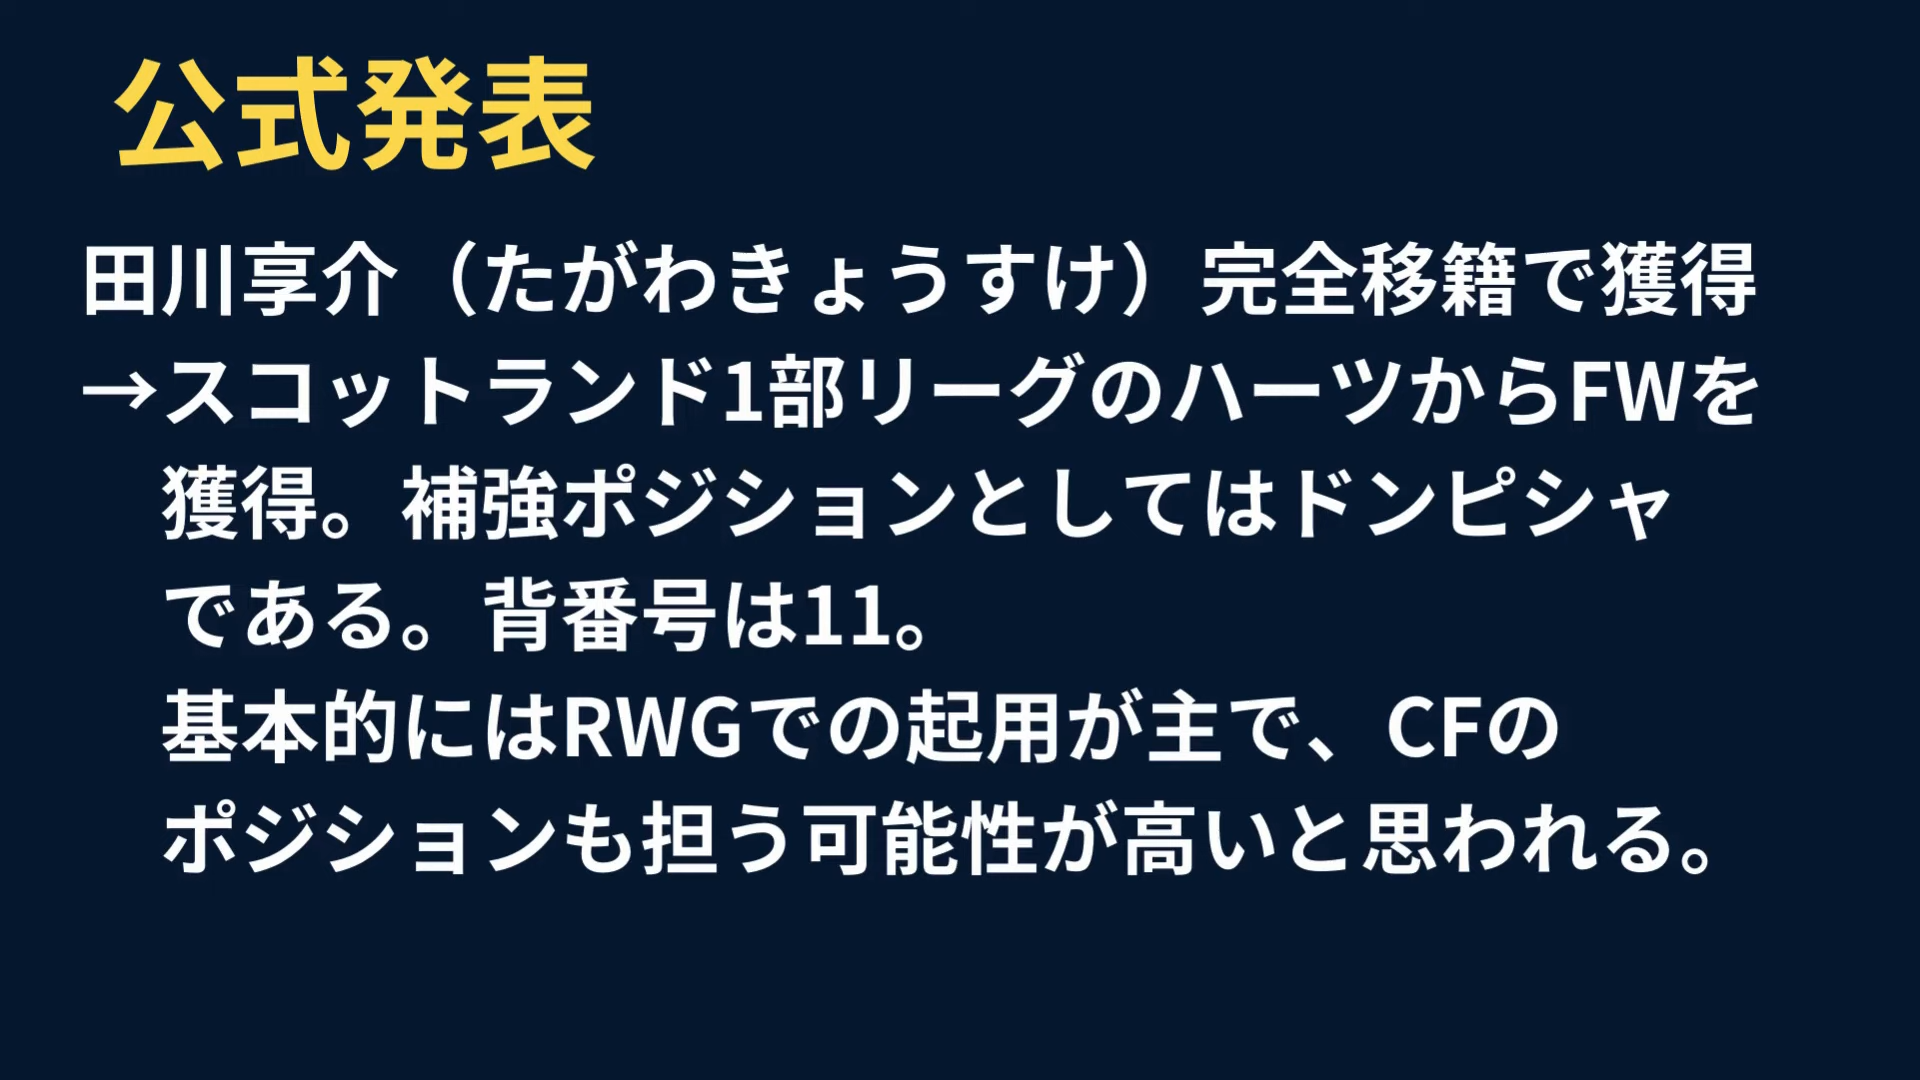 公式発表
田川享介（たがわきょうすけ）完全移籍で獲得
→スコットランド1部リーグのハーツからFWを
獲得。補強ポジションとしてはドンピシャ
である。背番号は11。
基本的にはRWGでの起用が主で、CFの
ポジションも担う可能性が高いと思われる。